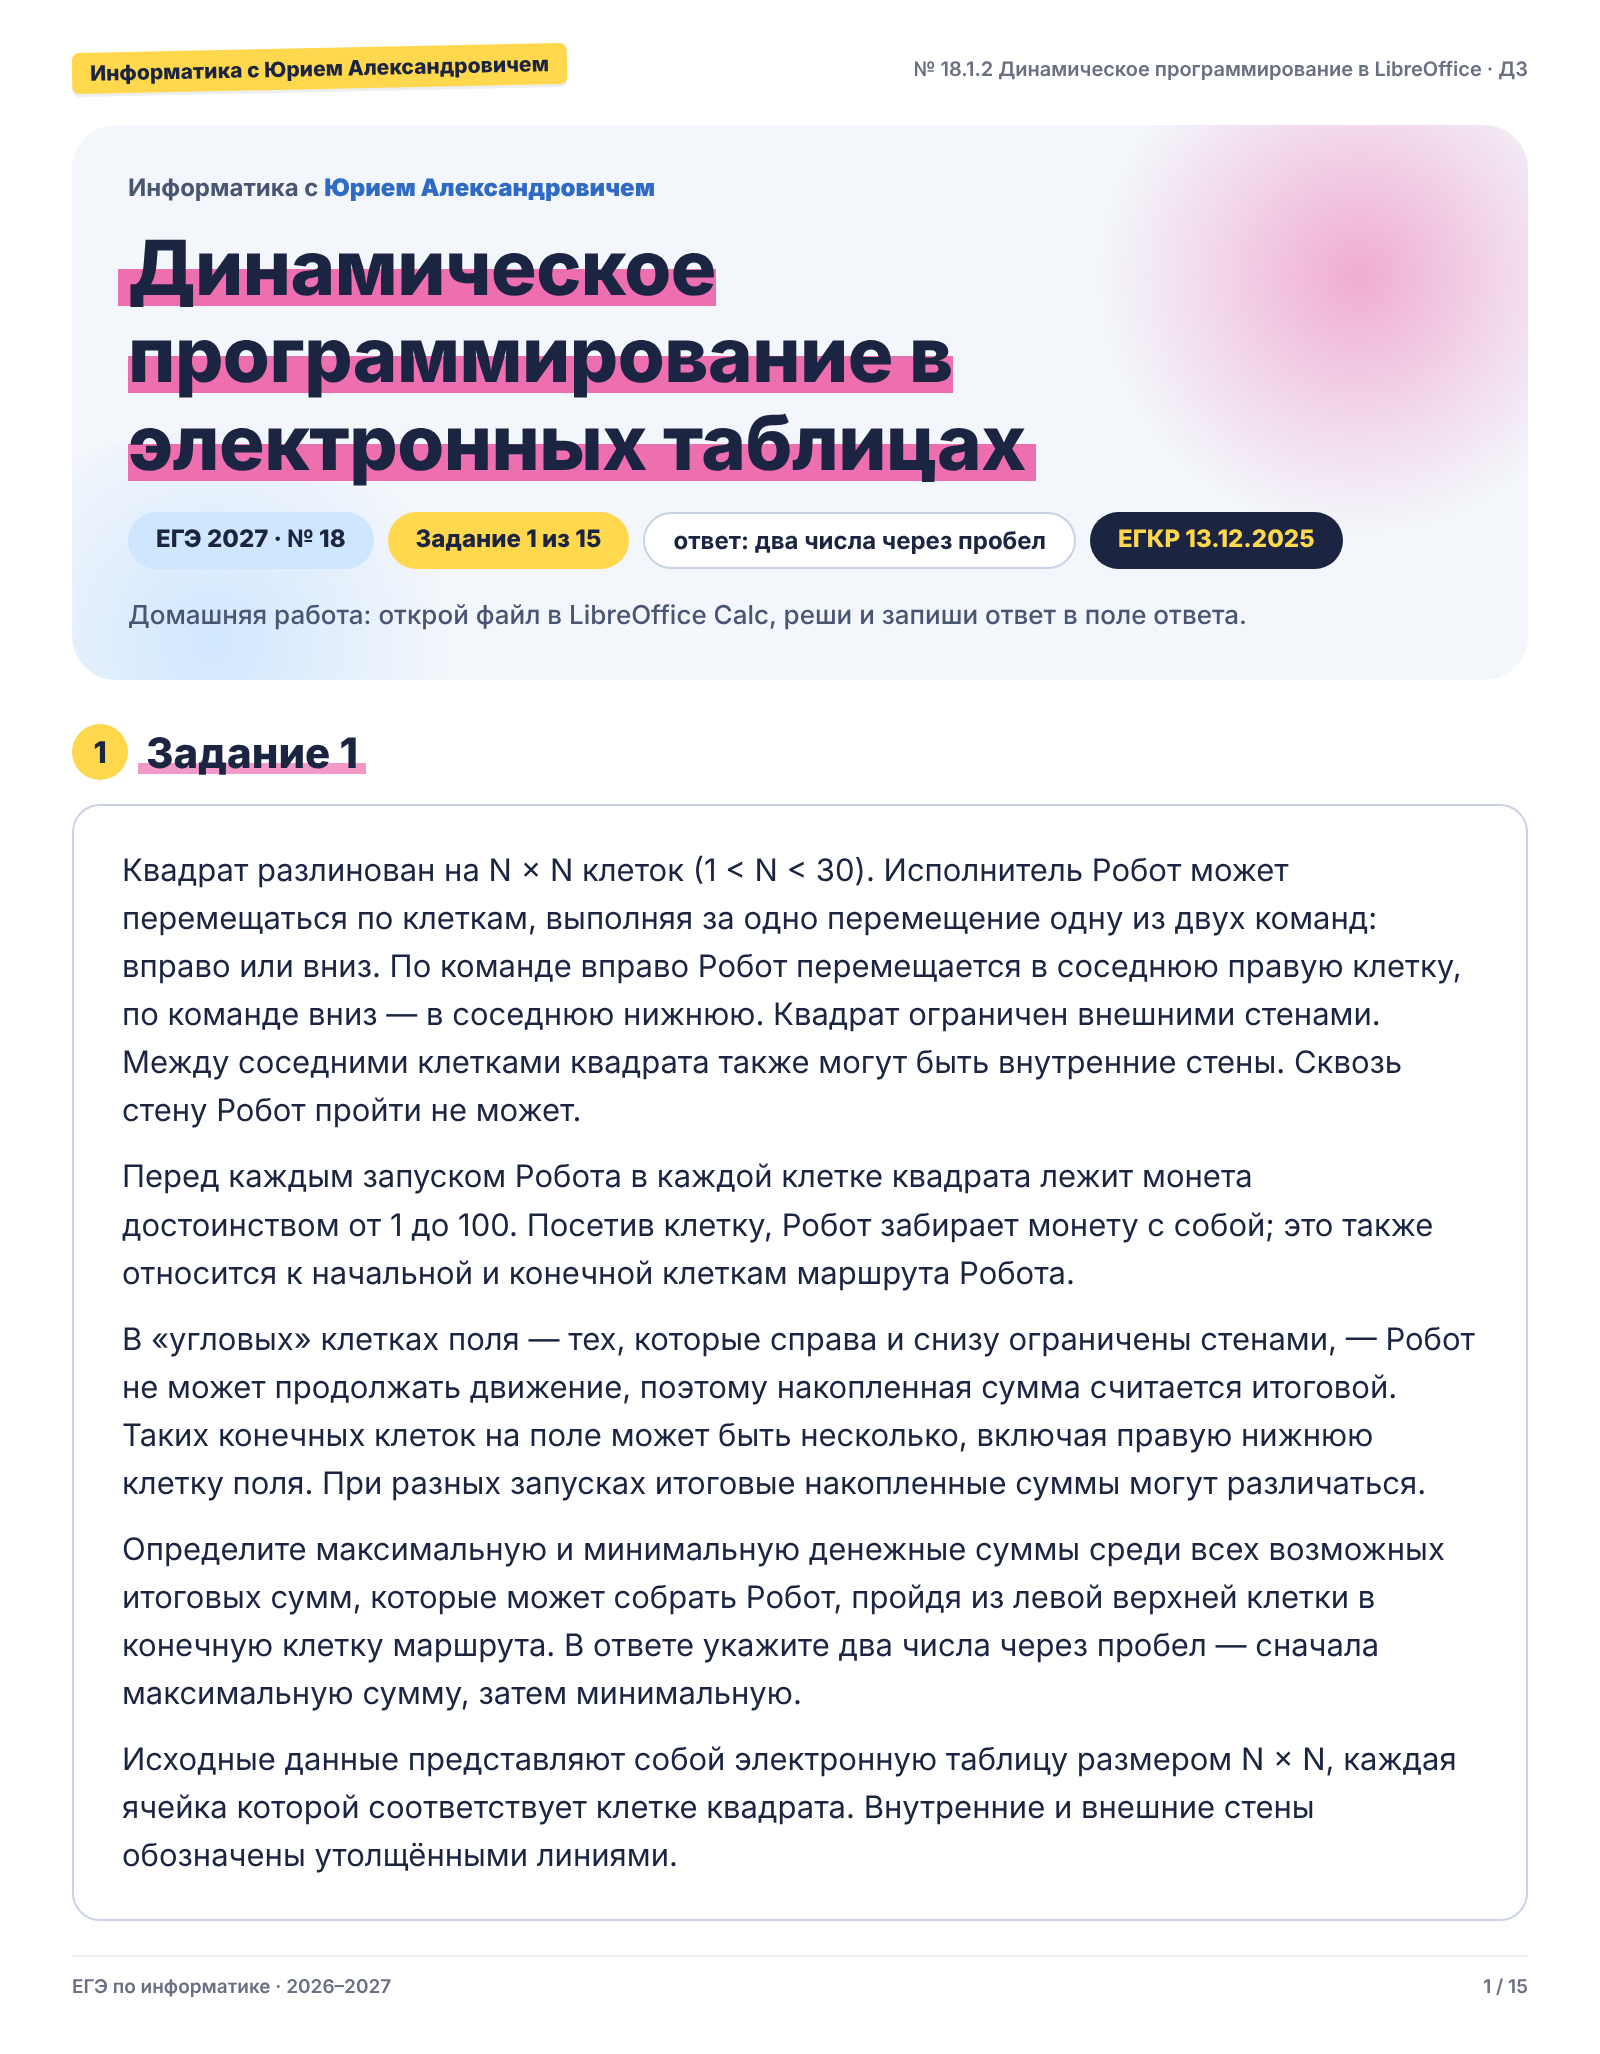 Информатика с Юрием Александровичем
№ 18.1.2 Динамическое программирование в LibreOffice · ДЗ
Информатика с Юрием Александровичем
Динамическое
программирование в
электронных таблицах
ЕГЭ 2027 · № 18
Задание 1 из 15
ответ: два числа через пробел
ЕГКР 13.12.2025
Домашняя работа: открой файл в LibreOffice Calc, реши и запиши ответ в поле ответа.
1 Задание 1
Квадрат разлинован на N × N клеток (1 < N < 30). Исполнитель Робот может
перемещаться по клеткам, выполняя за одно перемещение одну из двух команд:
вправо или вниз. По команде вправо Робот перемещается в соседнюю правую клетку,
по команде вниз — в соседнюю нижнюю. Квадрат ограничен внешними стенами.
Между соседними клетками квадрата также могут быть внутренние стены. Сквозь
стену Робот пройти не может.
Перед каждым запуском Робота в каждой клетке квадрата лежит монета
достоинством от 1 до 100. Посетив клетку, Робот забирает монету с собой; это также
относится к начальной и конечной клеткам маршрута Робота.
В «угловых» клетках поля — тех, которые справа и снизу ограничены стенами, — Робот
не может продолжать движение, поэтому накопленная сумма считается итоговой.
Таких конечных клеток на поле может быть несколько, включая правую нижнюю
клетку поля. При разных запусках итоговые накопленные суммы могут различаться.
Определите максимальную и минимальную денежные суммы среди всех возможных
итоговых сумм, которые может собрать Робот, пройдя из левой верхней клетки в
конечную клетку маршрута. В ответе укажите два числа через пробел — сначала
максимальную сумму, затем минимальную.
Исходные данные представляют собой электронную таблицу размером N × N, каждая
ячейка которой соответствует клетке квадрата. Внутренние и внешние стены
обозначены утолщёнными линиями.
ЕГЭ по информатике · 2026–2027
1 / 15